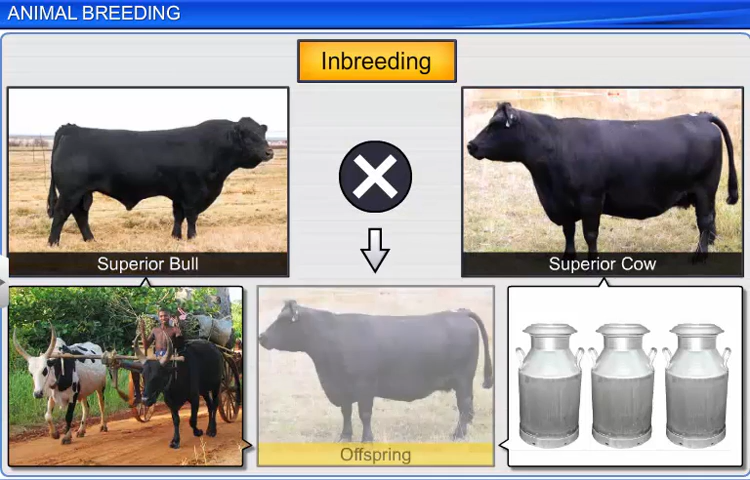 ANIMAL BREEDING
Inbreeding
Superior Bull
Superior Cow
Offspring